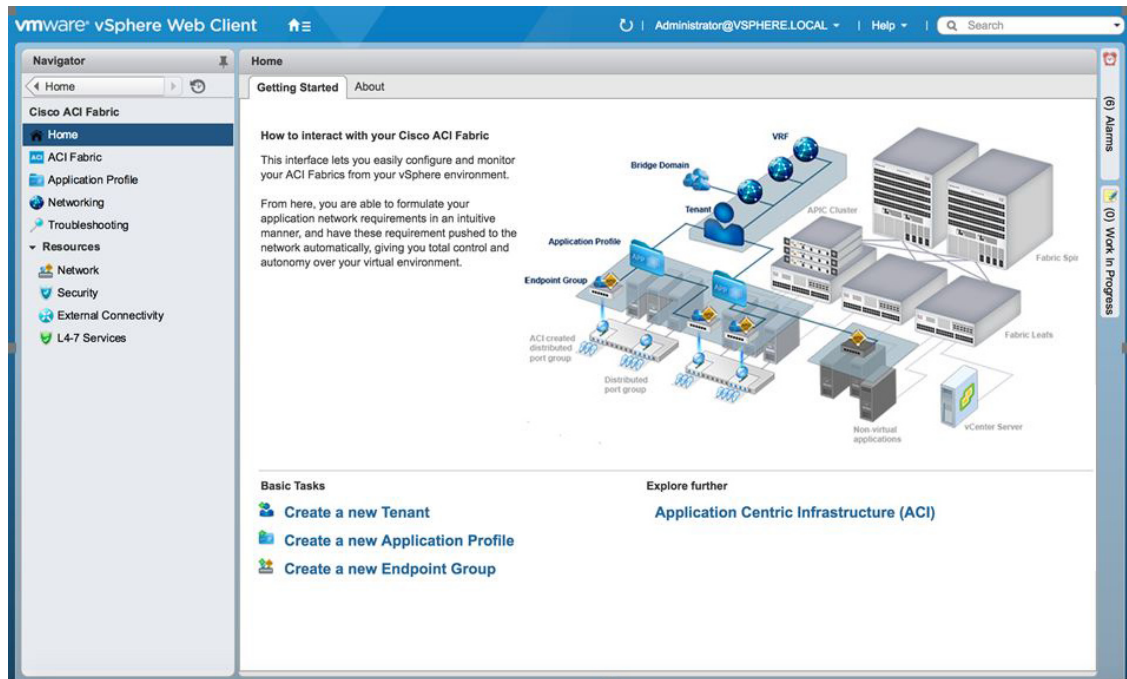 vmware® vSphere Web Client
Administrator@VSPHERE.LOCAL
Help
Search
Navigator
Home
Cisco ACI Fabric
Home
ACI Fabric
Application Profile
Networking
Troubleshooting
Resources
Network
Security
External Connectivity
L4-7 Services
Home
Getting Started
About
How to interact with your Cisco ACI Fabric
This interface lets you easily configure and monitor
your ACI Fabrics from your vSphere environment.
From here, you are able to formulate your
application network requirements in an intuitive
manner, and have these requirement pushed to the
network automatically, giving you total control and
autonomy over your virtual environment.
VRF
Bridge Domain
Tenant
APIC Cluster
Application Profile
APP
APP
Fabric Spin
Endpoint Group
ACI created
distributed
port group
Distributed
port group
Fabric Leafs
Non-virtual
applications
vCenter Server
Basic Tasks
Create a new Tenant
Create a new Application Profile
Create a new Endpoint Group
Explore further
Application Centric Infrastructure (ACI)
(6) Alarms
(0) Work In Progress